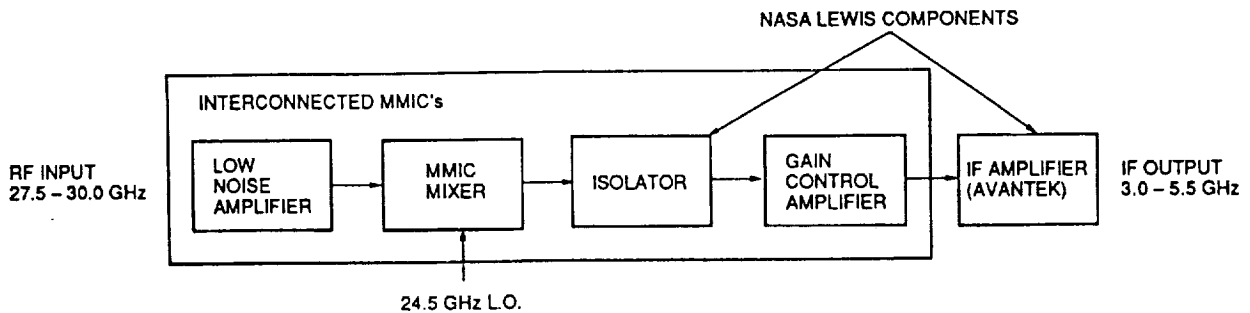 NASA LEWIS COMPONENTS
INTERCONNECTED MMIC's
RF INPUT
27.5 – 30.0 GHz
LOW
NOISE
AMPLIFIER
MMIC
MIXER
ISOLATOR
GAIN
CONTROL
AMPLIFIER
IF AMPLIFIER
(AVANTEK)
IF OUTPUT
3.0 – 5.5 GHz
24.5 GHz L.O.